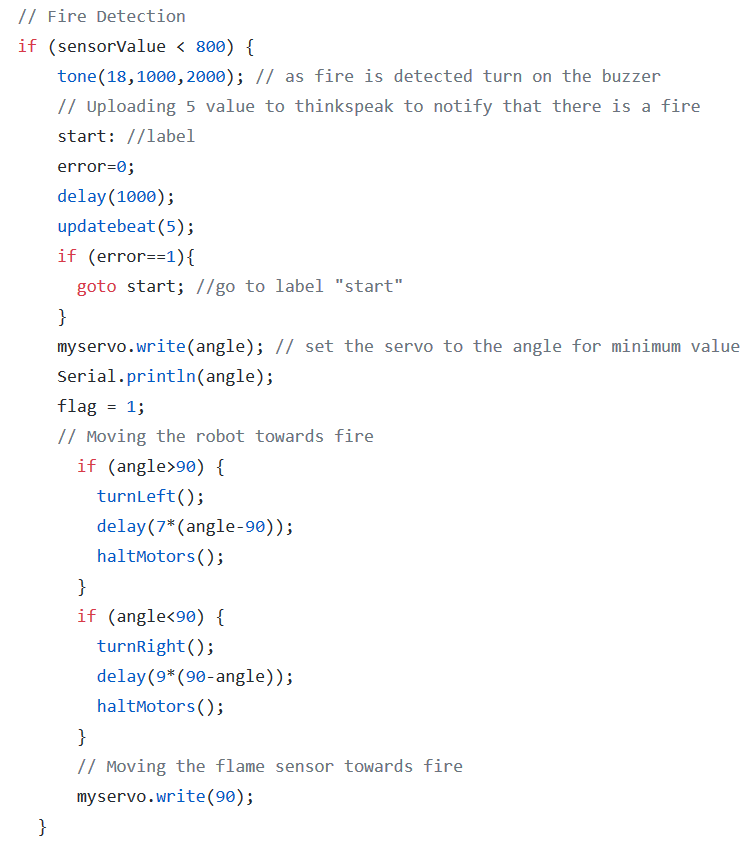 // Fire Detection
if (sensorValue < 800) {
    tone(18,1000,2000); // as fire is detected turn on the buzzer
    // Uploading 5 value to thinkspeak to notify that there is a fire
    start: //label
    error=0;
    delay(1000);
    updatebeat(5);
    if (error==1){
      goto start; //go to label "start"
    }
    myservo.write(angle); // set the servo to the angle for minimum value
    Serial.println(angle);
    flag = 1;
    // Moving the robot towards fire
      if (angle>90) {
        turnLeft();
        delay(7*(angle-90));
        haltMotors();
      }
      if (angle<90) {
        turnRight();
        delay(9*(90-angle));
        haltMotors();
      }
      // Moving the flame sensor towards fire
      myservo.write(90);
  }